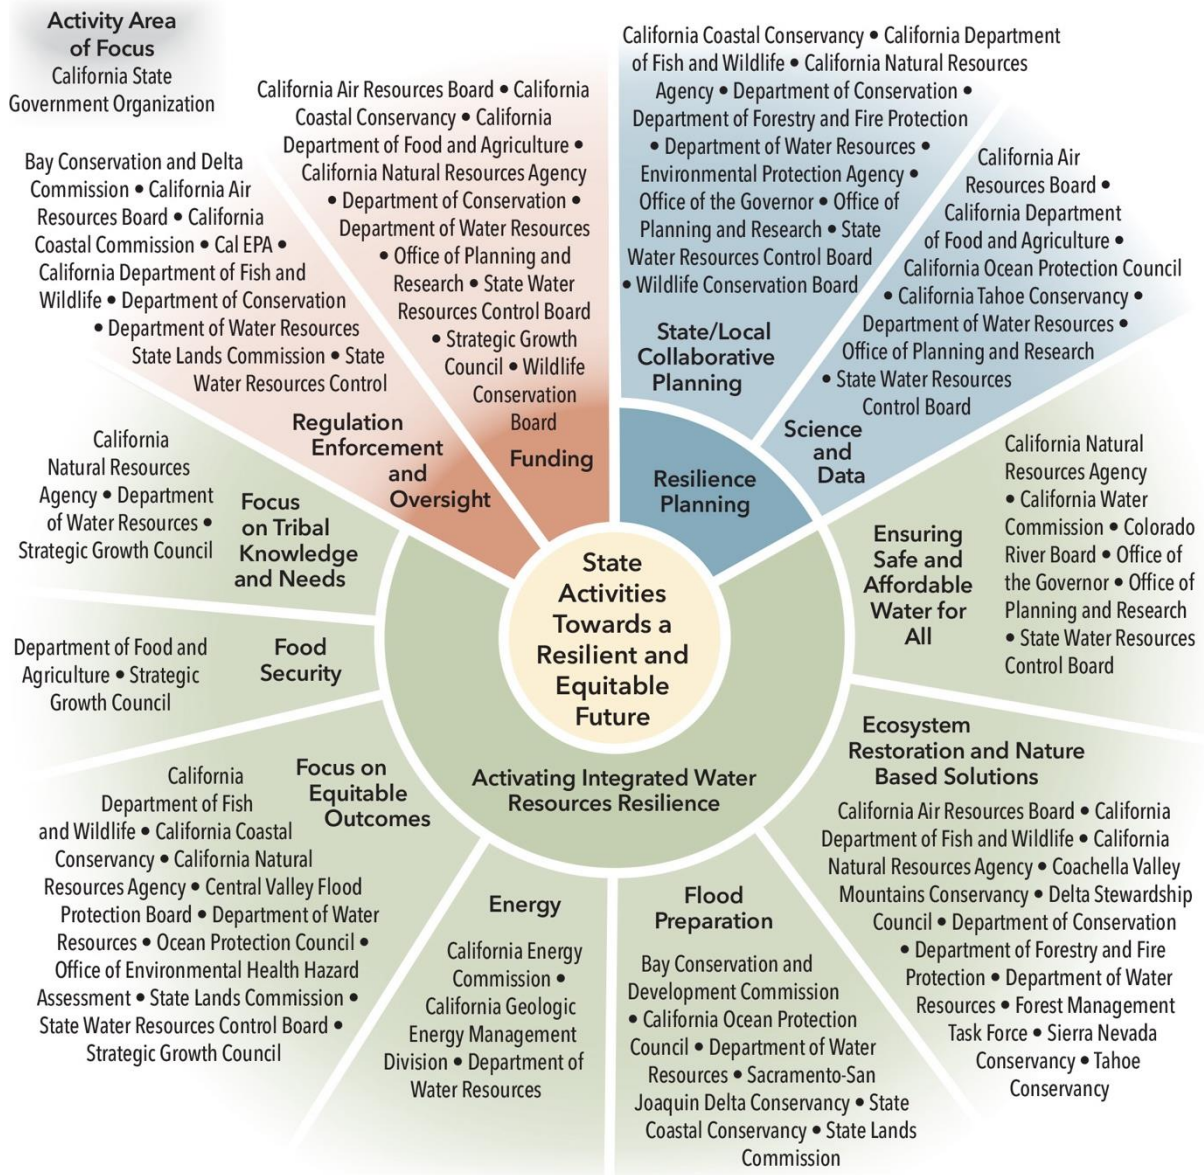 Activity Area
of Focus
California State
Government Organization
Bay Conservation and Delta
Commission • California Air
Resources Board • California
Coastal Commission • Cal EPA •
California Department of Fish and
Wildlife • Department of Conservation
• Department of Water Resources
State Lands Commission • State
Water Resources Control
Regulation
Enforcement
and
Oversight
California Air Resources Board • California
Coastal Conservancy • California
Department of Food and Agriculture •
California Natural Resources Agency
• Department of Conservation •
Department of Water Resources
• Office of Planning and
Research • State Water
Resources Control Board
• Strategic Growth
Council • Wildlife
Conservation
Board
Funding
California Coastal Conservancy • California Department
of Fish and Wildlife • California Natural Resources
Agency • Department of Conservation •
Department of Forestry and Fire Protection
• Department of Water Resources •
Environmental Protection Agency •
Office of the Governor • Office of
Planning and Research • State
Water Resources Control Board
• Wildlife Conservation Board
State/Local
Collaborative
Planning
California Air
Resources Board •
California Department
of Food and Agriculture •
California Ocean Protection Council
• California Tahoe Conservancy •
Department of Water Resources •
Office of Planning and Research
• State Water Resources
Control Board
Science
and
Data
Resilience
Planning
State
Activities
Towards a
Resilient and
Equitable
Future
Activating Integrated Water
Resources Resilience
Ensuring
Safe and
Affordable
Water for
All
California Natural
Resources Agency
• California Water
Commission • Colorado
River Board • Office of
the Governor • Office of
Planning and Research
• State Water Resources
Control Board
Ecosystem
Restoration and Nature
Based Solutions
California Air Resources Board • California
Department of Fish and Wildlife • California
Natural Resources Agency • Coachella Valley
Mountains Conservancy • Delta Stewardship
Council • Department of Conservation
• Department of Forestry and Fire
Protection • Department of Water
Resources • Forest Management
Task Force • Sierra Nevada
Conservancy • Tahoe
Conservancy
Flood
Preparation
Bay Conservation and
Development Commission
• California Ocean Protection
Council • Department of Water
Resources • Sacramento-San
Joaquin Delta Conservancy • State
Coastal Conservancy • State Lands
Commission
Energy
California Energy
Commission •
California Geologic
Energy Management
Division • Department of
Water Resources
Focus on
Equitable
Outcomes
California
Department of Fish
and Wildlife • California Coastal
Conservancy • California Natural
Resources Agency • Central Valley Flood
Protection Board • Department of Water
Resources • Ocean Protection Council •
Office of Environmental Health Hazard
Assessment • State Lands Commission •
State Water Resources Control Board •
Strategic Growth Council
Food
Security
Department of Food and
Agriculture • Strategic
Growth Council
Focus
on Tribal
Knowledge
and Needs
California
Natural Resources
Agency • Department
of Water Resources •
Strategic Growth Council